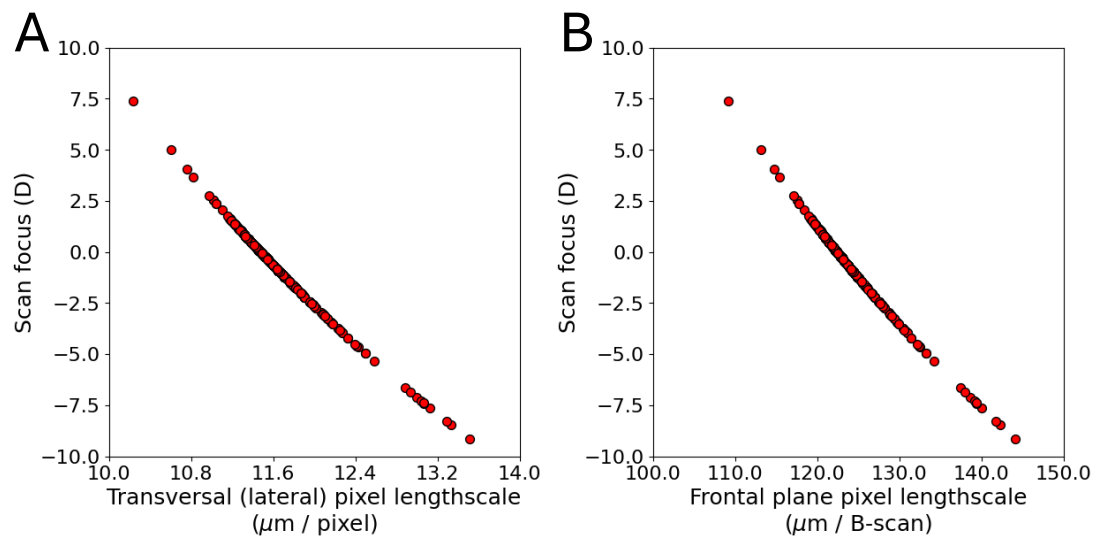 A
B
10.0
7.5
5.0
2.5
0.0
−2.5
−5.0
−7.5
−10.0
Scan focus (D)
10.0 10.8 11.6 12.4 13.2 14.0
Transversal (lateral) pixel lengthscale
(μm / pixel)
10.0
7.5
5.0
2.5
0.0
−2.5
−5.0
−7.5
−10.0
Scan focus (D)
100.0 110.0 120.0 130.0 140.0 150.0
Frontal plane pixel lengthscale
(μm / B-scan)